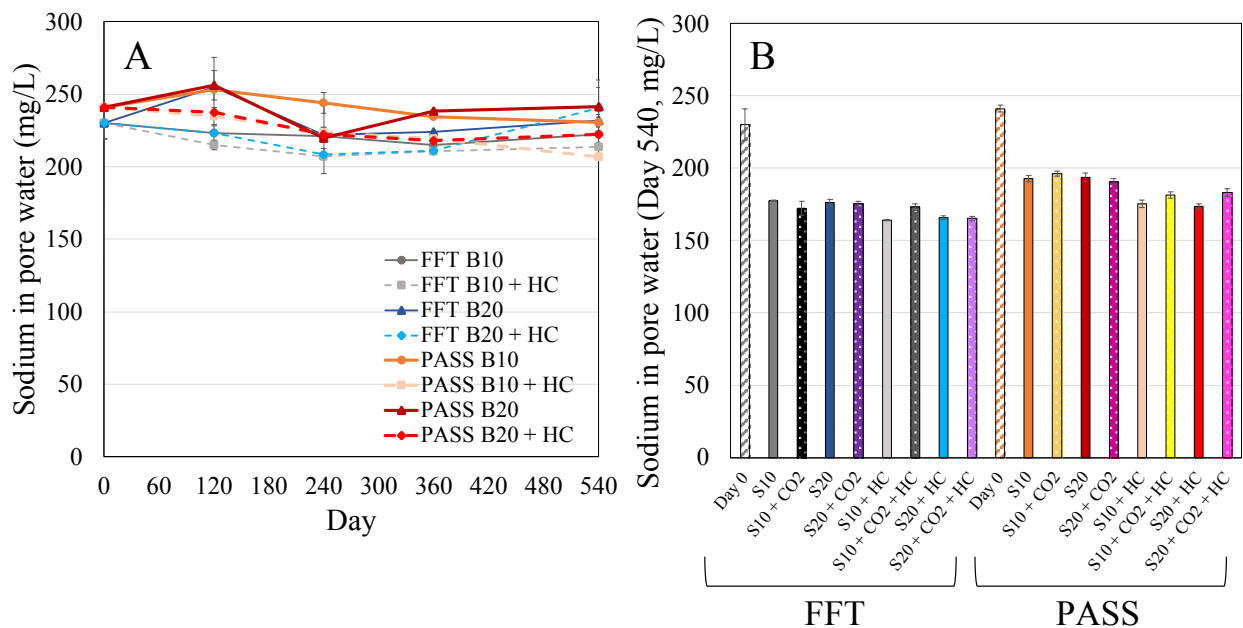 A
Sodium in pore water (mg/L)
300
250
200
150
100
50
0
0 60 120 180 240 300 360 420 480 540
Day
FFT B10
FFT B10 + HC
FFT B20
FFT B20 + HC
PASS B10
PASS B10 + HC
PASS B20
PASS B20 + HC
B
Sodium in pore water (Day 540, mg/L)
300
250
200
150
100
50
0
Day 0
S10
S10 + CO2
S20
S20 + CO2
S10 + HC
S10 + CO2 + HC
S20 + HC
S20 + CO2 + HC
Day 0
S10
S10 + CO2
S20
S20 + CO2
S10 + HC
S10 + CO2 + HC
S20 + HC
S20 + CO2 + HC
FFT
PASS